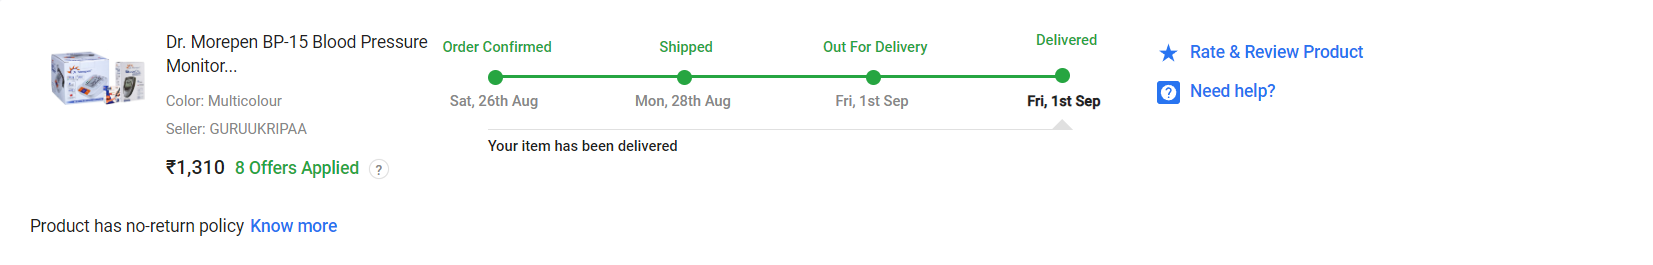 Dr. Morepen BP-15 Blood Pressure
Monitor...
Color: Multicolour
Seller: GURUUKRIPAA
₹1,310 8 Offers Applied ?
Order Confirmed
Sat, 26th Aug
Shipped
Mon, 28th Aug
Out For Delivery
Fri, 1st Sep
Delivered
Fri, 1st Sep
Your item has been delivered
Rate & Review Product
Need help?
Product has no-return policy Know more